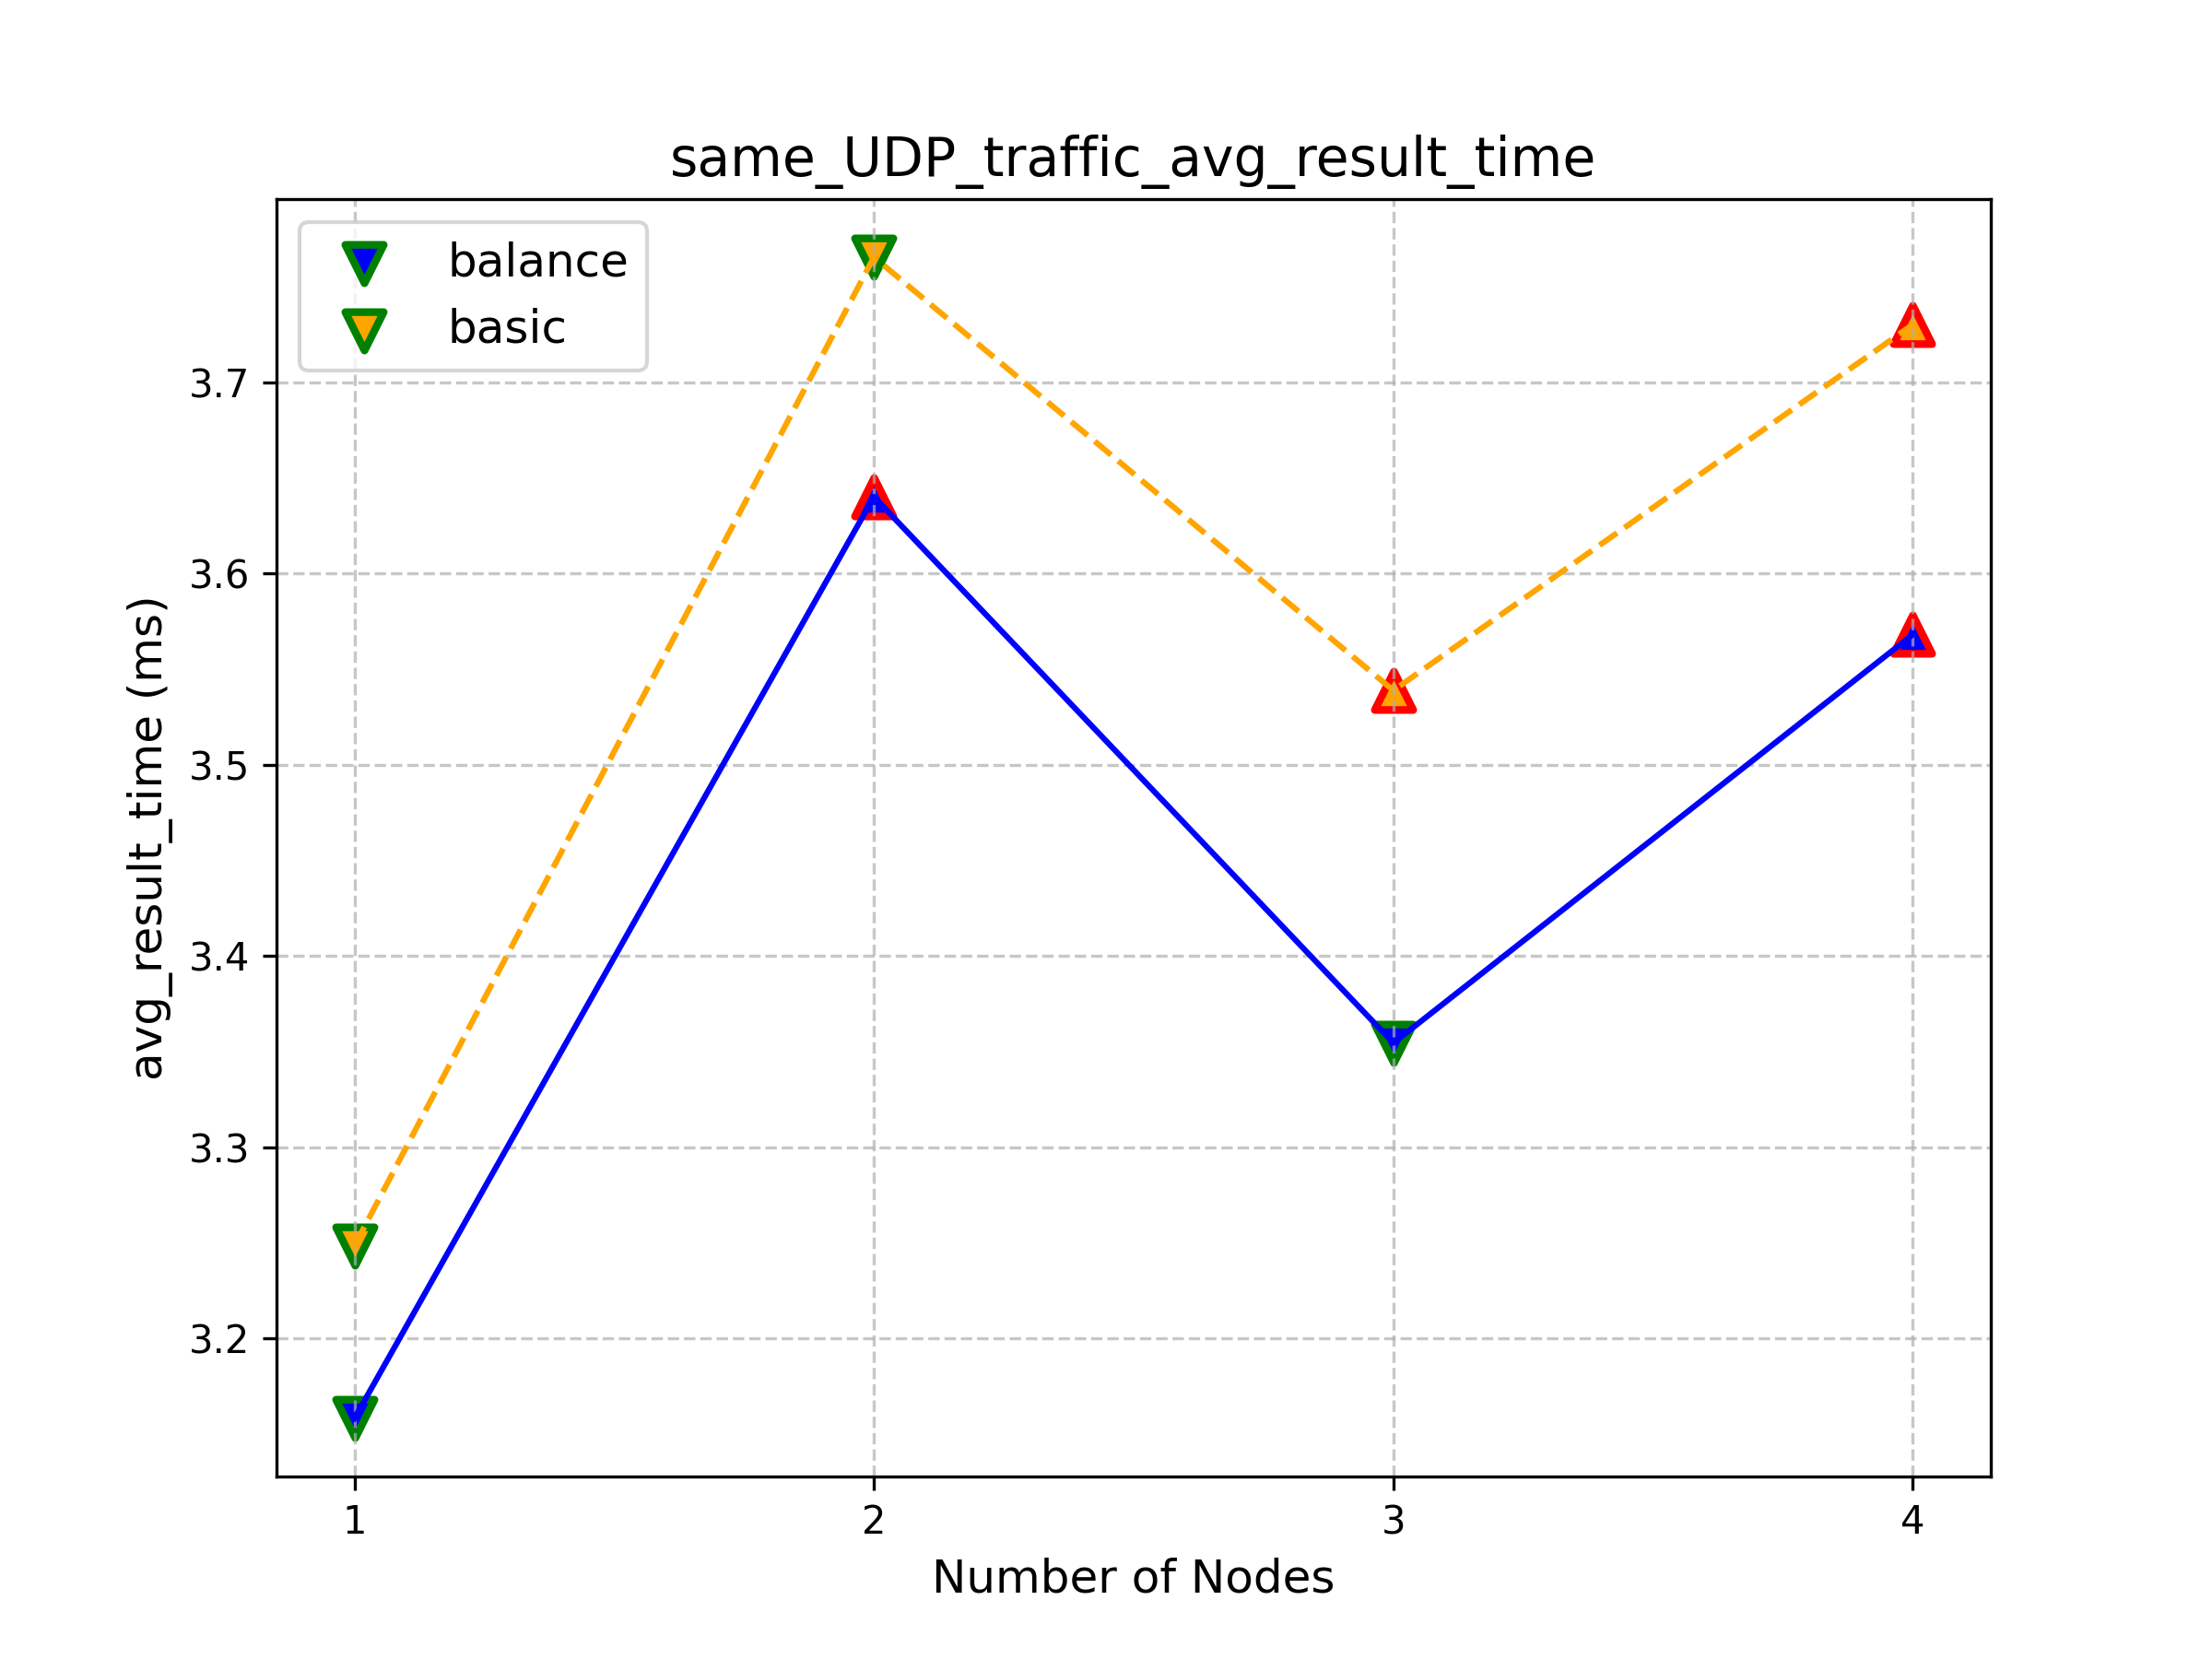 same_UDP_traffic_avg_result_time
balance
basic
3.7
3.6
3.5
3.4
3.3
3.2
avg_result_time (ms)
1 2 3 4
Number of Nodes